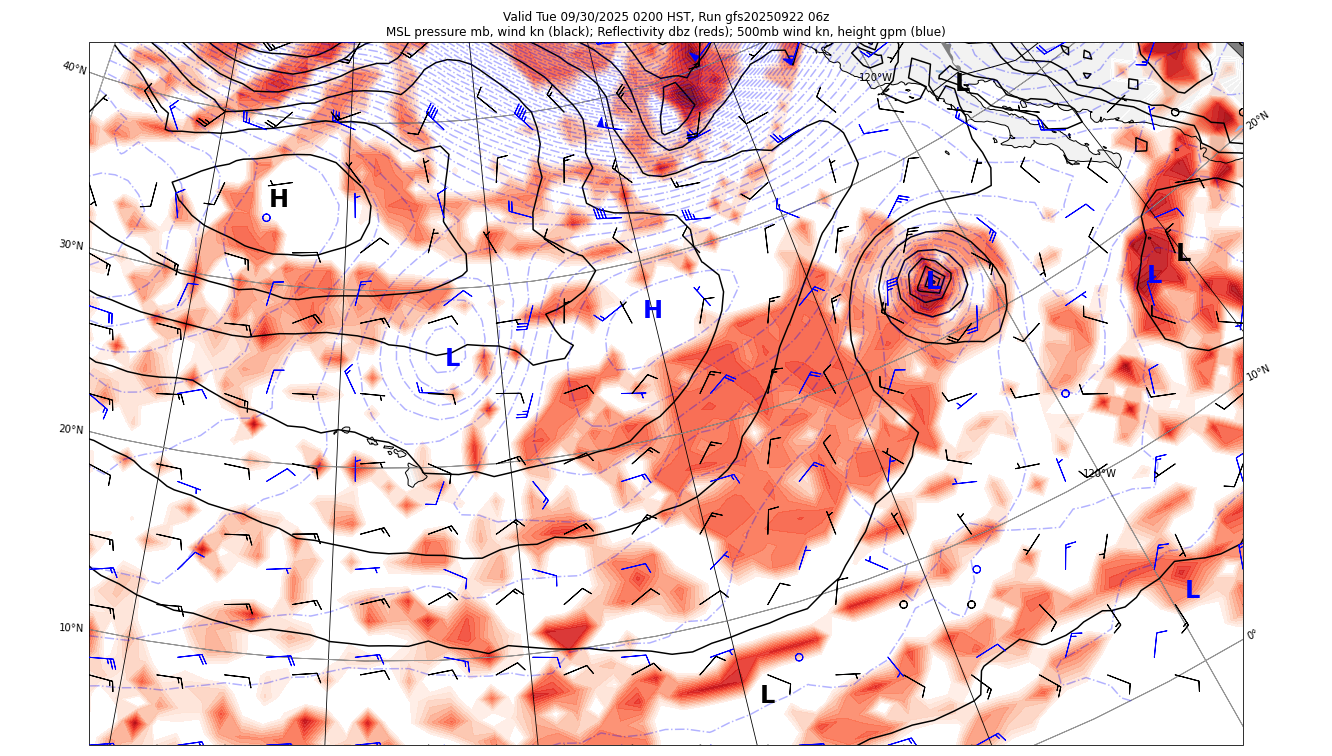 Valid Tue 09/30/2025 0200 HST, Run gfs20250922 06z
MSL pressure mb, wind kn (black); Reflectivity dbz (reds); 500mb wind kn, height gpm (blue)
40°N
120°W
L
20°N
H
30°N
L
L
L
H
L
10°N
20°N
120°W
L
10°N
0°
L